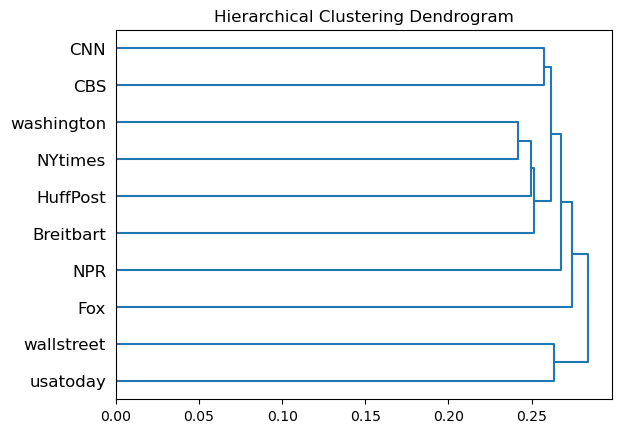 Hierarchical Clustering Dendrogram
CNN
CBS
washington
NYtimes
HuffPost
Breitbart
NPR
Fox
wallstreet
usatoday
0.00 0.05 0.10 0.15 0.20 0.25